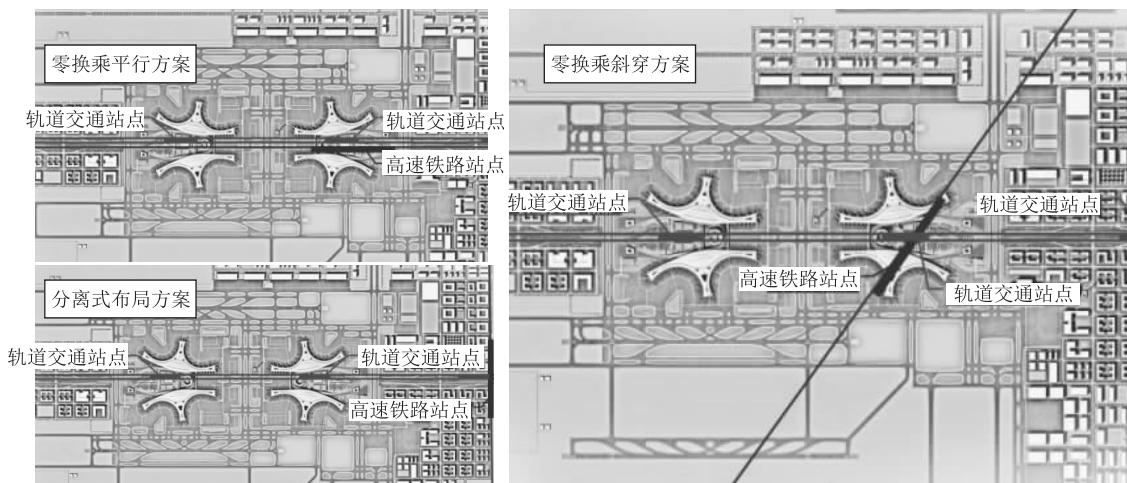 零换乘平行方案
轨道交通站点
轨道交通站点
高速铁路站点
分离式布局方案
轨道交通站点
轨道交通站点
高速铁路站点
零换乘斜穿方案
轨道交通站点
轨道交通站点
高速铁路站点
轨道交通站点